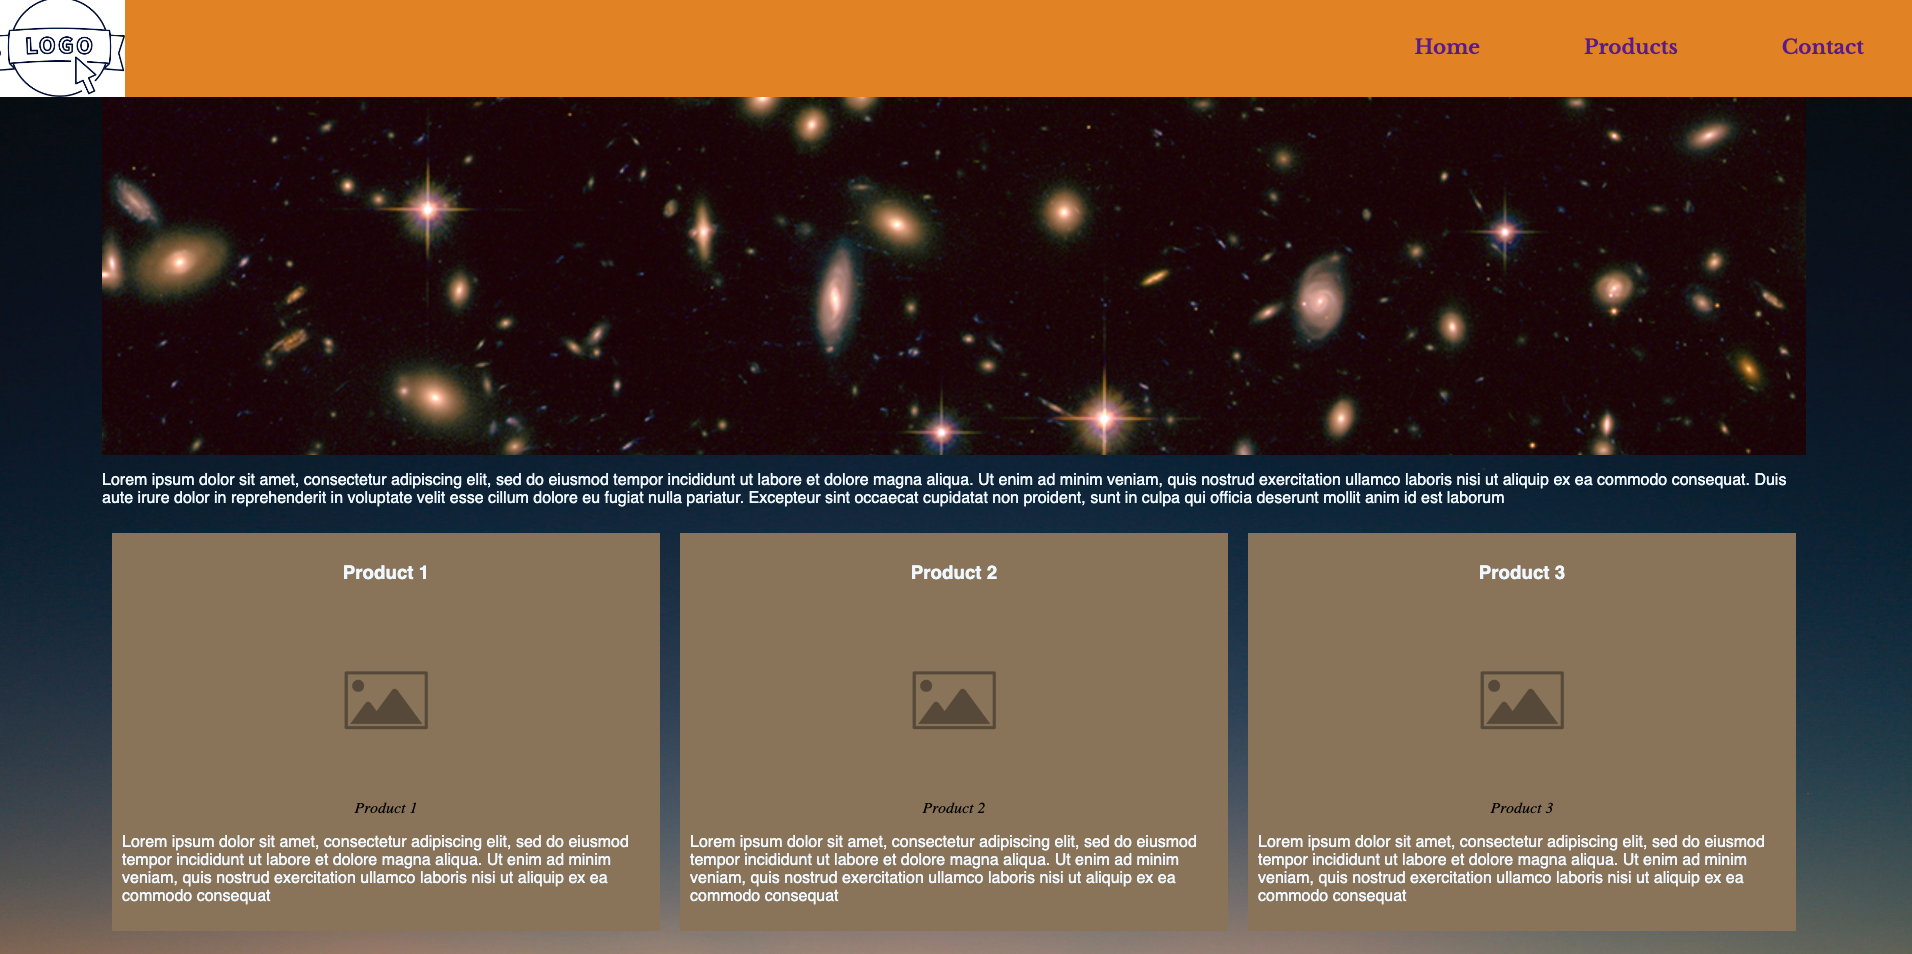 LOGO
Home Products Contact
Lorem ipsum dolor sit amet, consectetur adipiscing elit, sed do eiusmod tempor incididunt ut labore et dolore magna aliqua. Ut enim ad minim veniam, quis nostrud exercitation ullamco laboris nisi ut aliquip ex ea commodo consequat. Duis
aute irure dolor in reprehenderit in voluptate velit esse cillum dolore eu fugiat nulla pariatur. Excepteur sint occaecat cupidatat non proident, sunt in culpa qui officia deserunt mollit anim id est laborum
Product 1
Product 1
Lorem ipsum dolor sit amet, consectetur adipiscing elit, sed do eiusmod
tempor incididunt ut labore et dolore magna aliqua. Ut enim ad minim
veniam, quis nostrud exercitation ullamco laboris nisi ut aliquip ex ea
commodo consequat
Product 2
Product 2
Lorem ipsum dolor sit amet, consectetur adipiscing elit, sed do eiusmod
tempor incididunt ut labore et dolore magna aliqua. Ut enim ad minim
veniam, quis nostrud exercitation ullamco laboris nisi ut aliquip ex ea
commodo consequat
Product 3
Product 3
Lorem ipsum dolor sit amet, consectetur adipiscing elit, sed do eiusmod
tempor incididunt ut labore et dolore magna aliqua. Ut enim ad minim
veniam, quis nostrud exercitation ullamco laboris nisi ut aliquip ex ea
commodo consequat